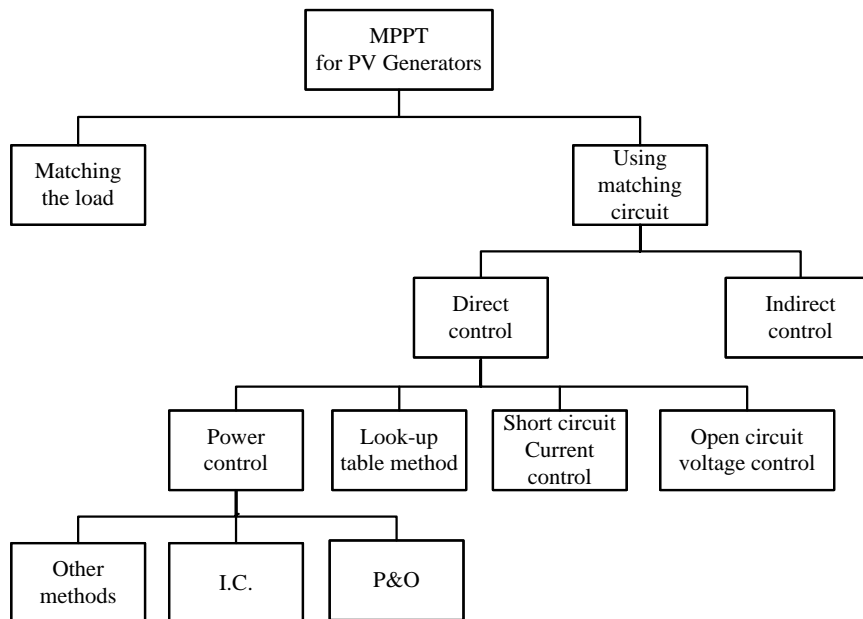 MPPT
for PV Generators
Matching
the load
Using
matching
circuit
Direct
control
Indirect
control
Power
control
Look-up
table method
Short circuit
Current
control
Open circuit
voltage control
Other
methods
I.C.
P&O